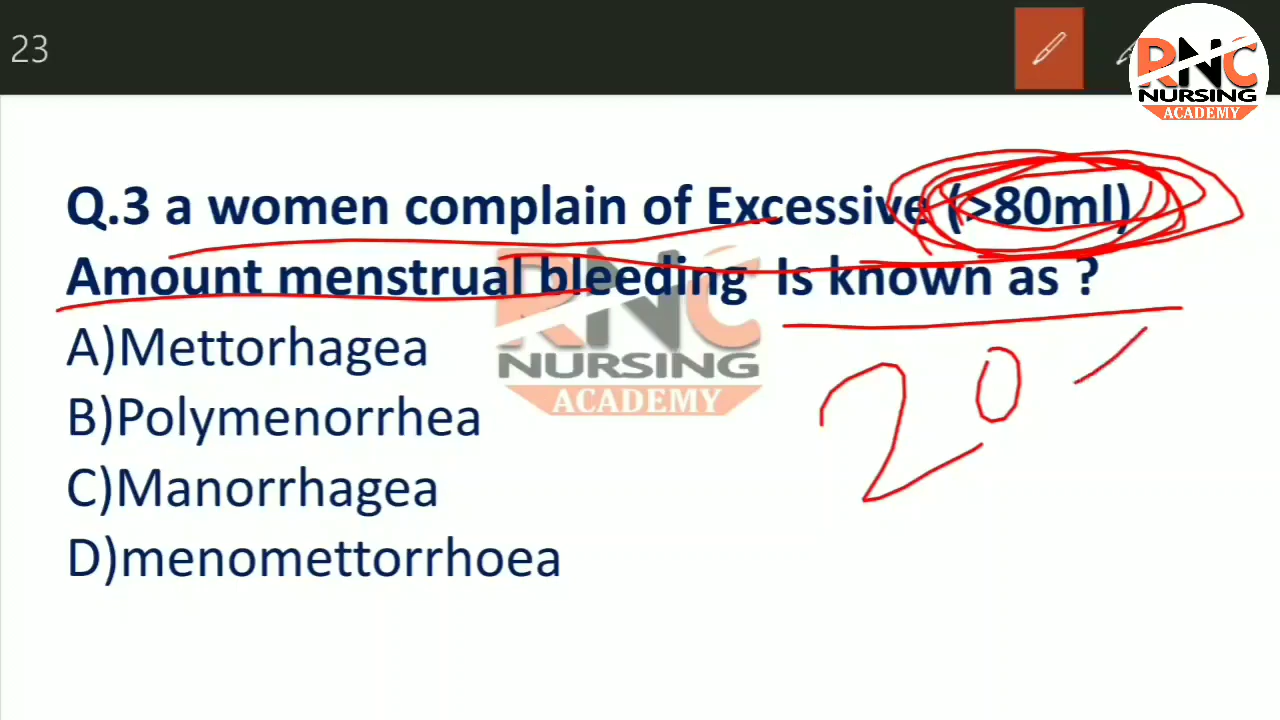 23
RNC
NURSING
ACADEMY
Q.3 a women complain of Excessive (>80ml)
Amount menstrual bleeding Is known as ?
A)Mettorhagea
B)Polymenorrhea
C)Manorrhagea
D)menomettorrhoea
RNC
NURSING
ACADEMY
20